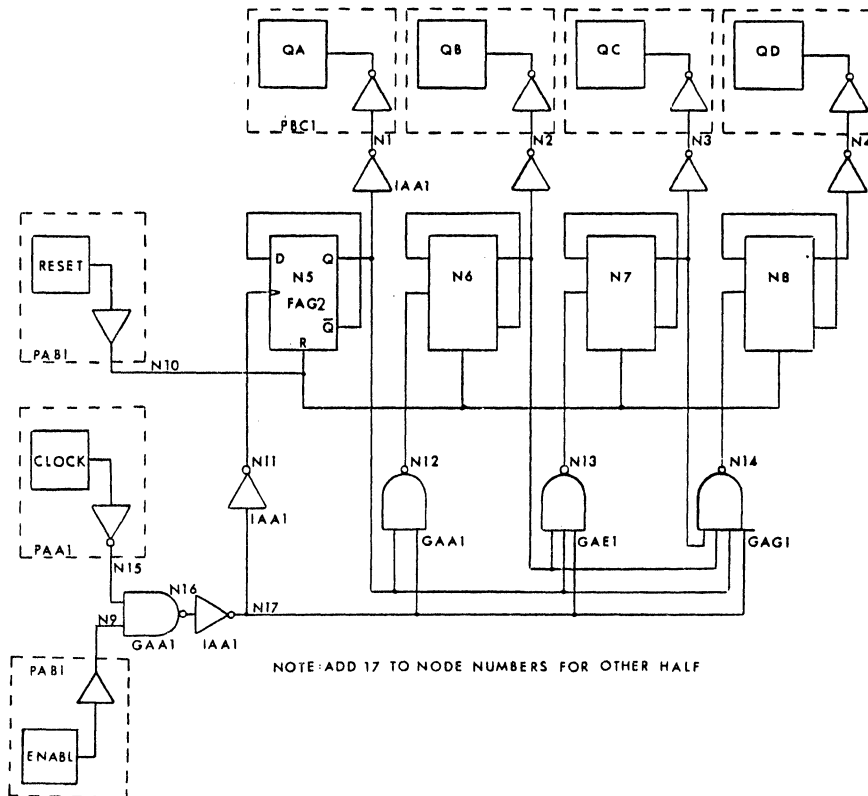 QA
QB
QC
QD
PBC1
N1
N2
N3
N4
IAA1
RESET
PAB1
N10
D
Q
N5
FAG2
Q̅
R
N6
N7
N8
CLOCK
PAA1
N11
IAA1
N12
GAA1
N13
GAE1
N14
GAG1
N15
N16
N17
N9
GAA1
IAA1
PAB1
ENABL
NOTE: ADD 17 TO NODE NUMBERS FOR OTHER HALF